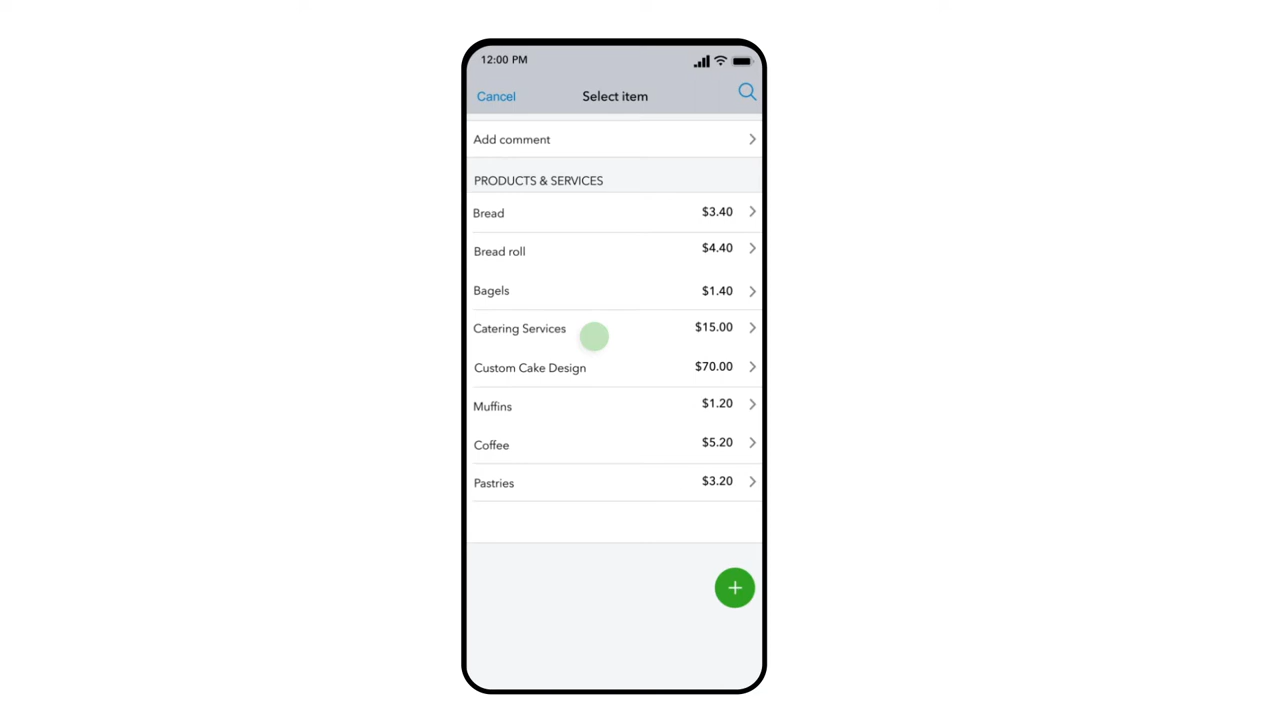 12:00 PM
Cancel Select item
Add comment
PRODUCTS & SERVICES
Bread $3.40
Bread roll $4.40
Bagels $1.40
Catering Services $15.00
Custom Cake Design $70.00
Muffins $1.20
Coffee $5.20
Pastries $3.20